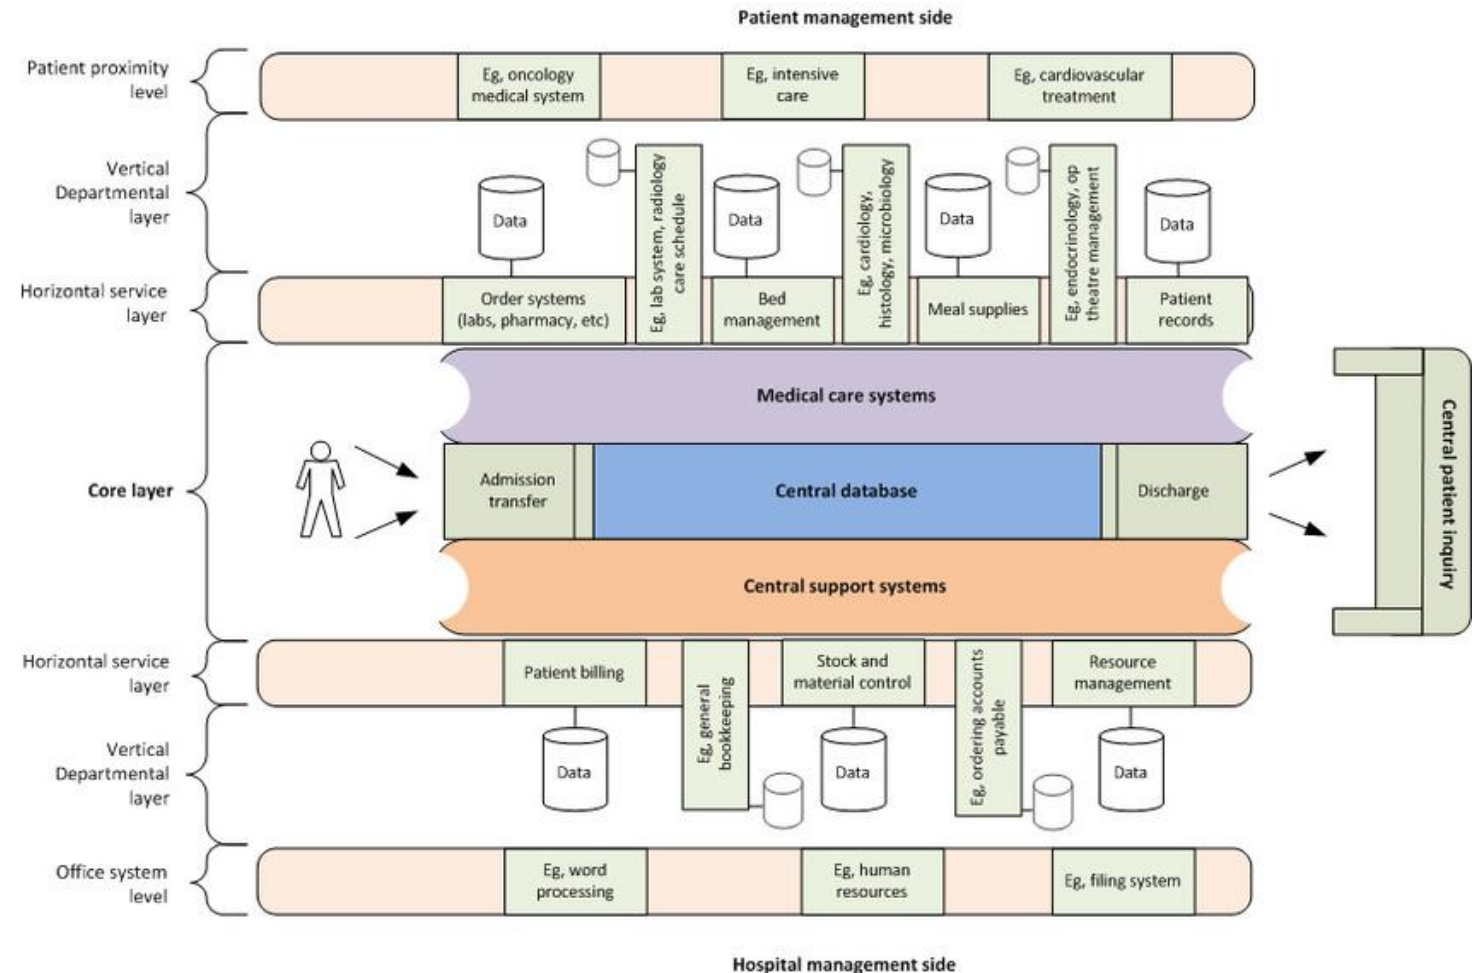 Patient management side
Patient proximity
level
Eg, oncology
medical system
Eg, intensive
care
Eg, cardiovascular
treatment
Vertical
Departmental
layer
Data
Eg, lab system, radiology
care schedule
Data
Eg, cardiology,
histology, microbiology
Data
Eg, endocrinology, op
theatre management
Data
Horizontal service
layer
Order systems
(labs, pharmacy, etc)
Bed
management
Meal supplies
Patient
records
Medical care systems
Core layer
Admission
transfer
Central database
Discharge
Central patient inquiry
Central support systems
Horizontal service
layer
Patient billing
Eg, general
bookkeeping
Stock and
material control
Eg, ordering accounts
payable
Resource
management
Vertical
Departmental
layer
Data
Data
Data
Office system
level
Eg, word
processing
Eg, human
resources
Eg, filing system
Hospital management side